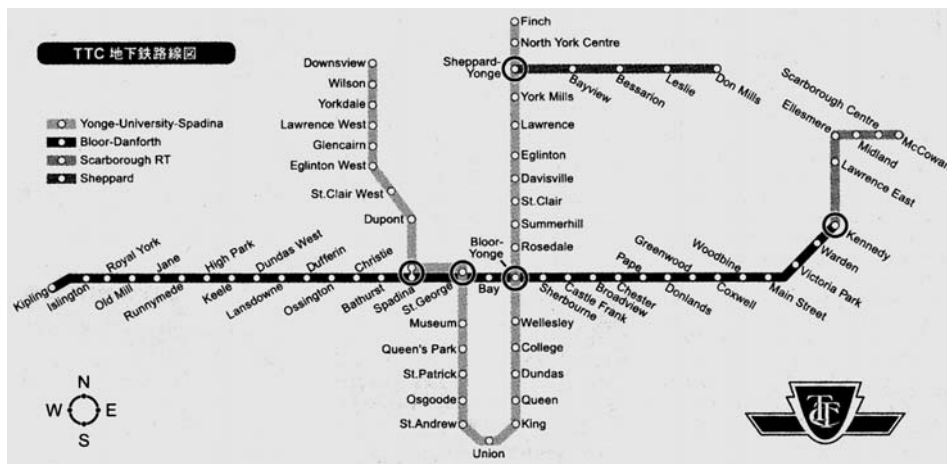 TTC 地下鉄路線図
Yonge-University-Spadina
Bloor-Danforth
Scarborough RT
Sheppard
Downsview
Wilson
Yorkdale
Lawrence West
Glencairn
Eglinton West
St.Clair West
Dupont
Finch
North York Centre
Sheppard-
Yonge
Bayview
Bessarion
Leslie
Don Mills
York Mills
Lawrence
Eglinton
Davisville
St.Clair
Summerhill
Rosedale
Bloor-
Yonge
Scarborough Centre
Ellesmere
McCowan
Midland
Lawrence East
Kennedy
Warden
Victoria Park
Main Street
Kipling
Islington
Royal York
Old Mill
Jane
Runnymede
High Park
Keele
Dundas West
Lansdowne
Dufferin
Ossington
Christie
Bathurst
Spadina
St.George
Bay
Sherbourne
Castle Frank
Broadview
Chester
Pape
Donlands
Greenwood
Coxwell
Woodbine
Museum
Queen's Park
St.Patrick
Osgoode
St.Andrew
Union
Wellesley
College
Dundas
Queen
King
N
W E
S
TTC